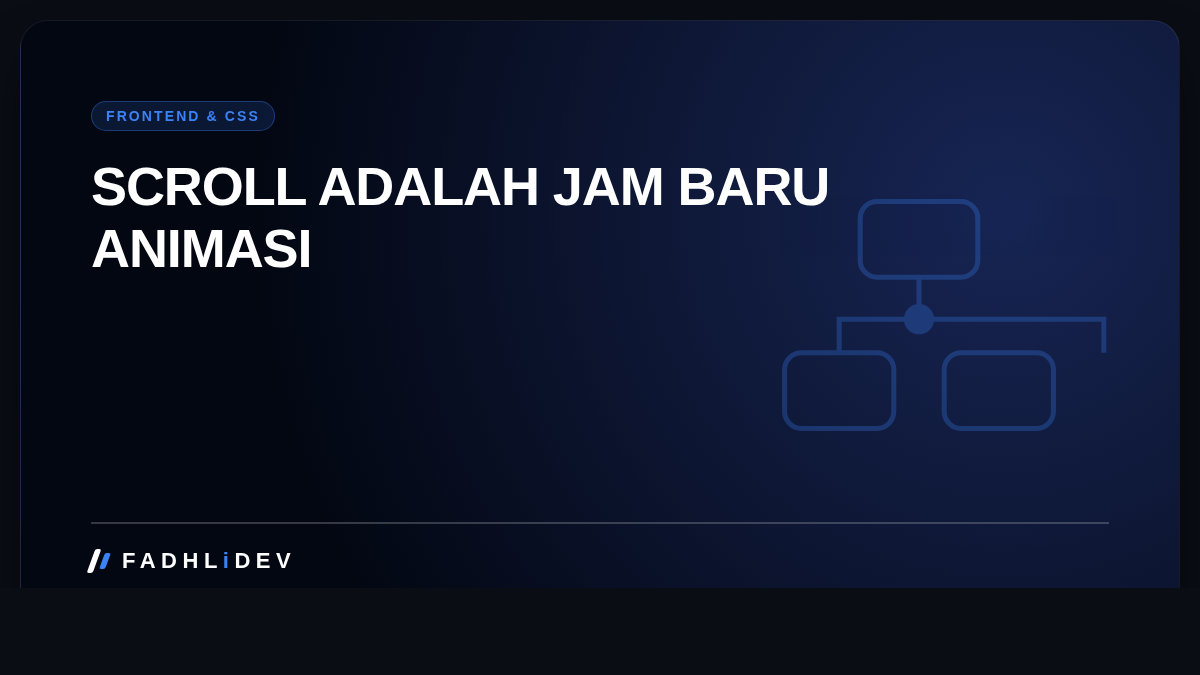 FRONTEND & CSS
SCROLL ADALAH JAM BARU
ANIMASI
FADHLiDEV